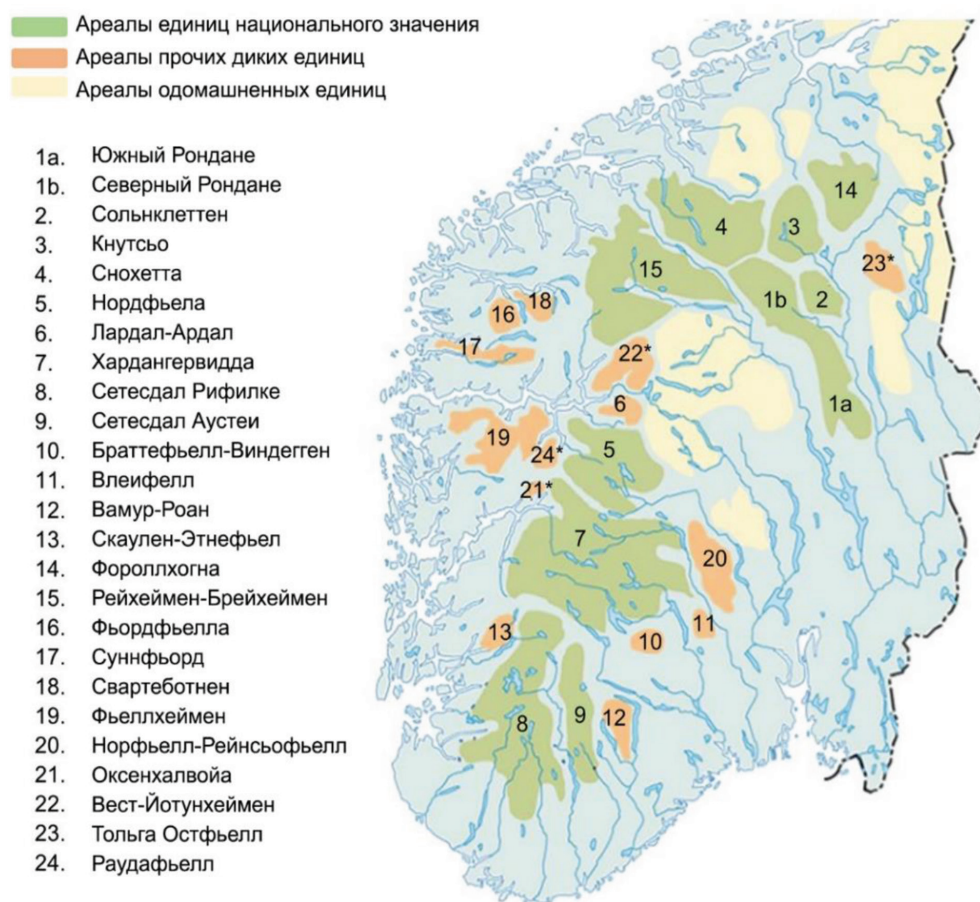 Ареалы единиц национального значения
Ареалы прочих диких единиц
Ареалы одомашненных единиц
1a. Южный Рондане
1b. Северный Рондане
2. Сольнклеттен
3. Кнутсьо
4. Снохетта
5. Нордфьела
6. Лардал-Ардал
7. Хардангервидда
8. Сетесдал Рифилке
9. Сетесдал Аустеи
10. Браттефьелл-Виндегген
11. Влеифелл
12. Вамур-Роан
13. Скаулен-Этнефьел
14. Фороллхогна
15. Рейхеймен-Брейхеймен
16. Фьордфьелла
17. Суннфьорд
18. Свартеботнен
19. Фьеллхеймен
20. Норфьелл-Рейнсьофьелл
21. Оксенхалвойа
22. Вест-Йотунхеймен
23. Тольга Остфьелл
24. Раудафьелл
14
4
3
23*
15
1b
2
18
16
17
22*
6
1a
19
5
24*
21*
7
20
11
13
10
12
9
8